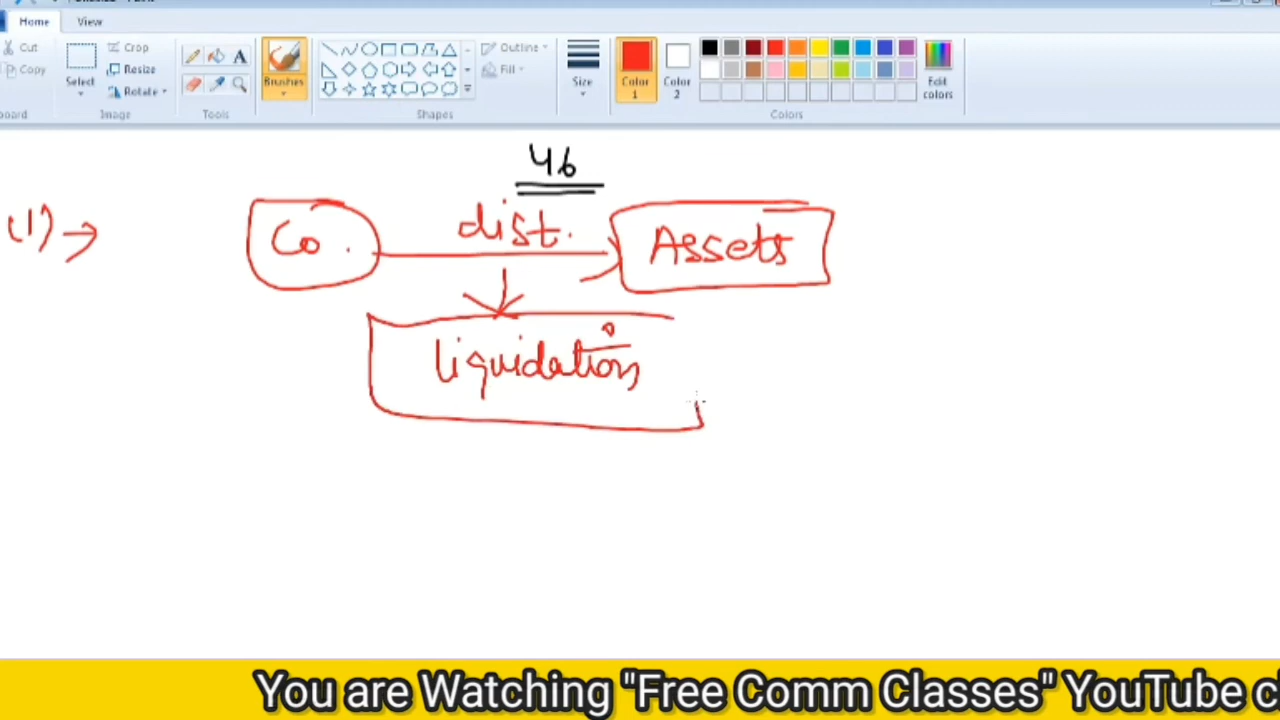 Home View
Cut
Copy
Select
Crop
Resize
Rotate
Brushes
Outline
Fill
Size
Color 1
Color 2
Edit colors
board
Image
Tools
Shapes
Colors
46
(1) → Co. dist. Assets
liquidation
You are Watching "Free Comm Classes" YouTube c